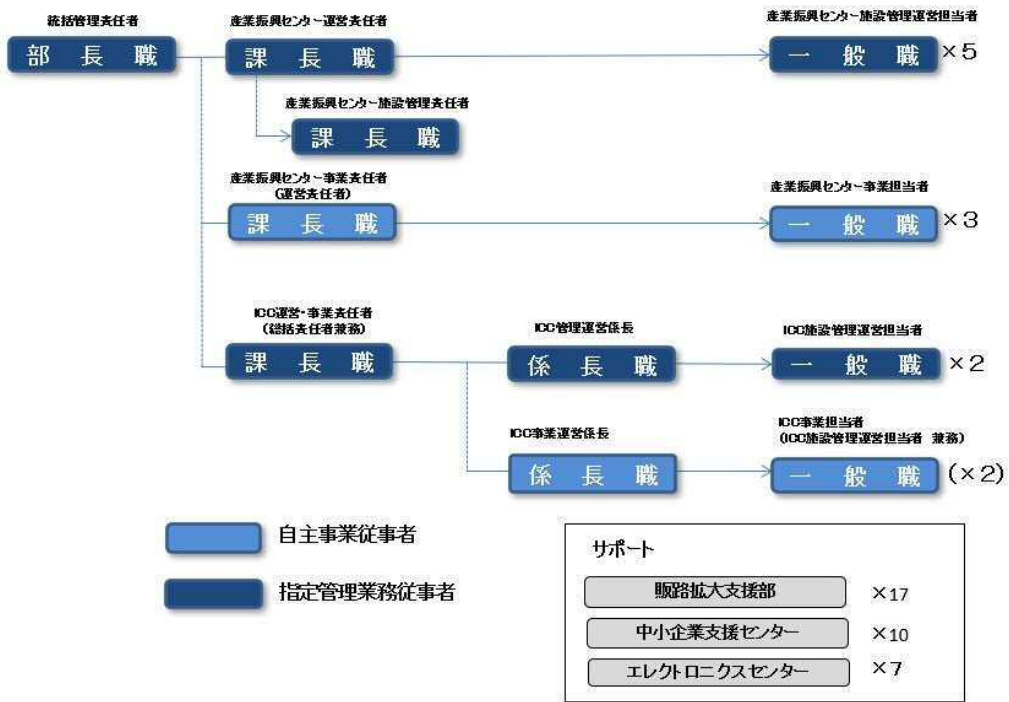 統括管理責任者
部長職
産業振興センター運営責任者
課長職
産業振興センター施設管理運営担当者
一般職 ×5
産業振興センター施設管理責任者
課長職
産業振興センター事業責任者
(運営責任者)
課長職
産業振興センター事業担当者
一般職 ×3
ICC運営・事業責任者
(総括責任者兼務)
課長職
ICC管理運営係長
係長職
ICC施設管理運営担当者
一般職 ×2
ICC事業運営係長
係長職
ICC事業担当者
(ICC施設管理運営担当者 兼務)
一般職 (×2)
自主事業従事者
指定管理業務従事者
サポート
販路拡大支援部 ×17
中小企業支援センター ×10
エレクトロニクスセンター ×7